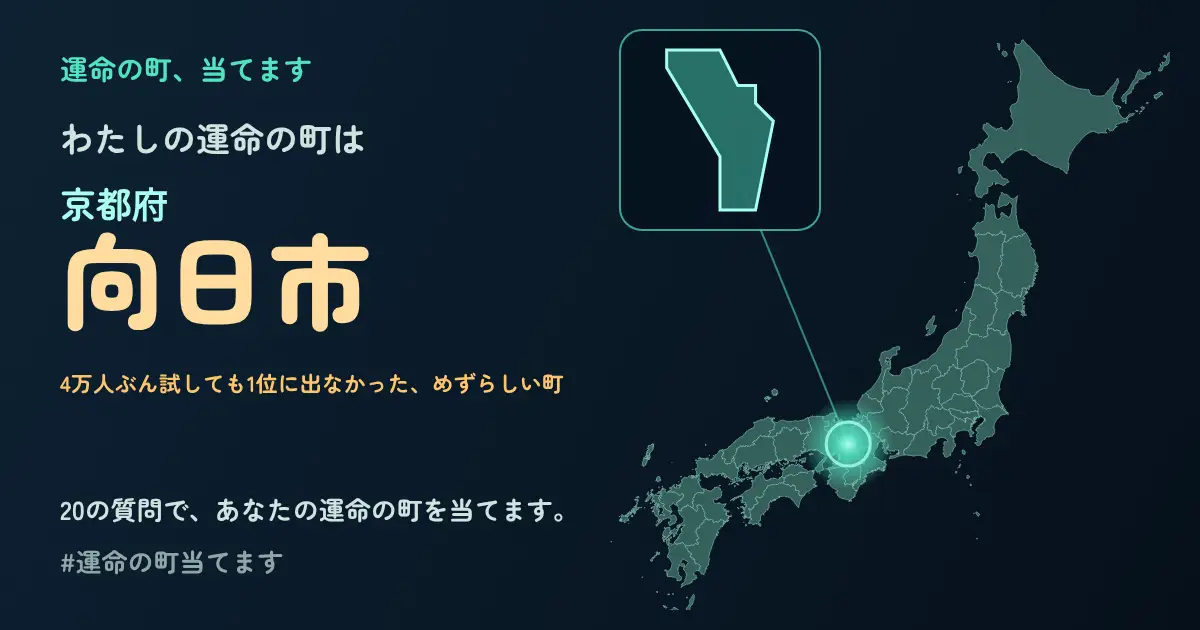 運命の町、当てます
わたしの運命の町は
京都府
向日市
4万人ぶん試しても1位に出なかった、めずらしい町
20の質問で、あなたの運命の町を当てます。
#運命の町当てます